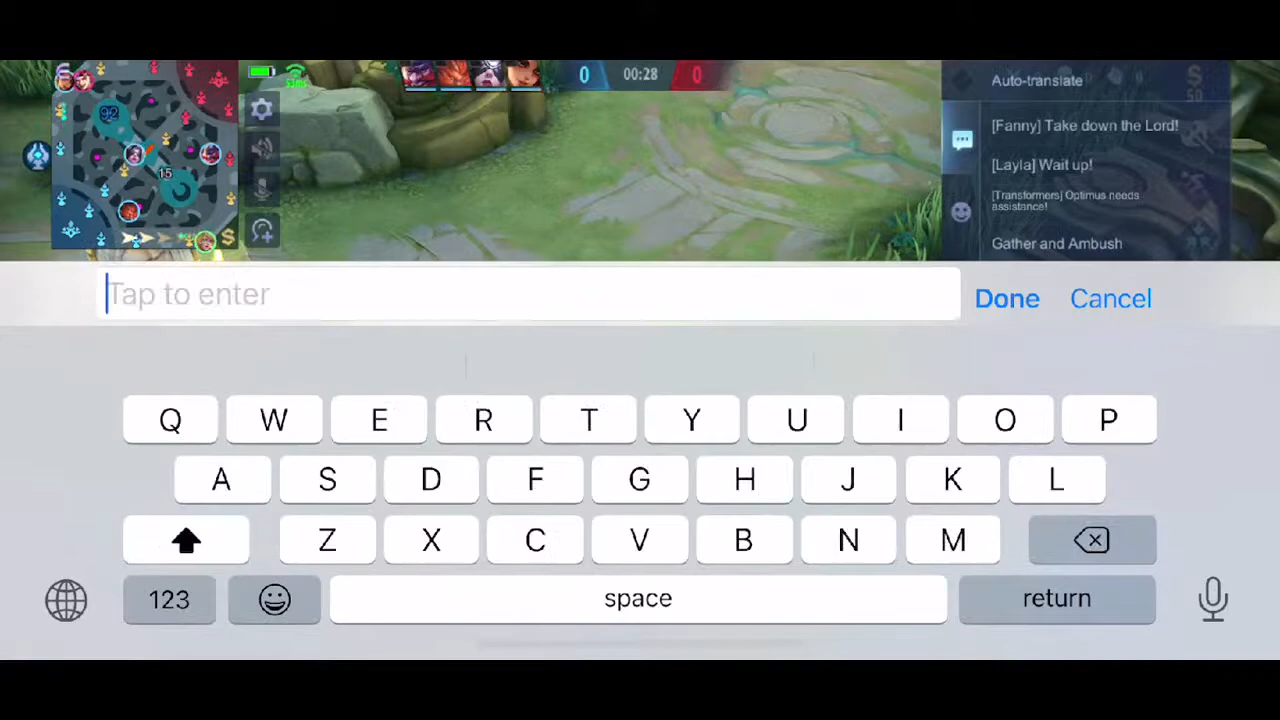 0 00:28 0
Auto-translate
[Fanny] Take down the Lord!
[Layla] Wait up!
[Transformers] Optimus needs
assistance!
Gather and Ambush
15
$
Tap to enter
Done Cancel
Q W E R T Y U I O P
A S D F G H J K L
Z X C V B N M
123 space return